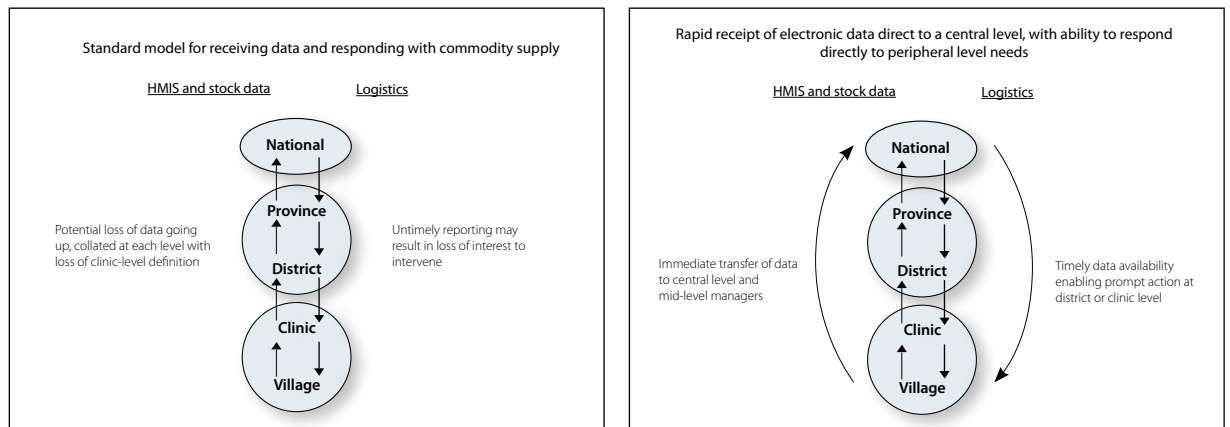 Standard model for receiving data and responding with commodity supply
HMIS and stock data
Logistics
National
Province
District
Clinic
Village
Potential loss of data going
up, collated at each level with
loss of clinic-level definition
Untimely reporting may
result in loss of interest to
intervene
Rapid receipt of electronic data direct to a central level, with ability to respond
directly to peripheral level needs
HMIS and stock data
Logistics
National
Province
District
Clinic
Village
Immediate transfer of data
to central level and
mid-level managers
Timely data availability
enabling prompt action at
district or clinic level